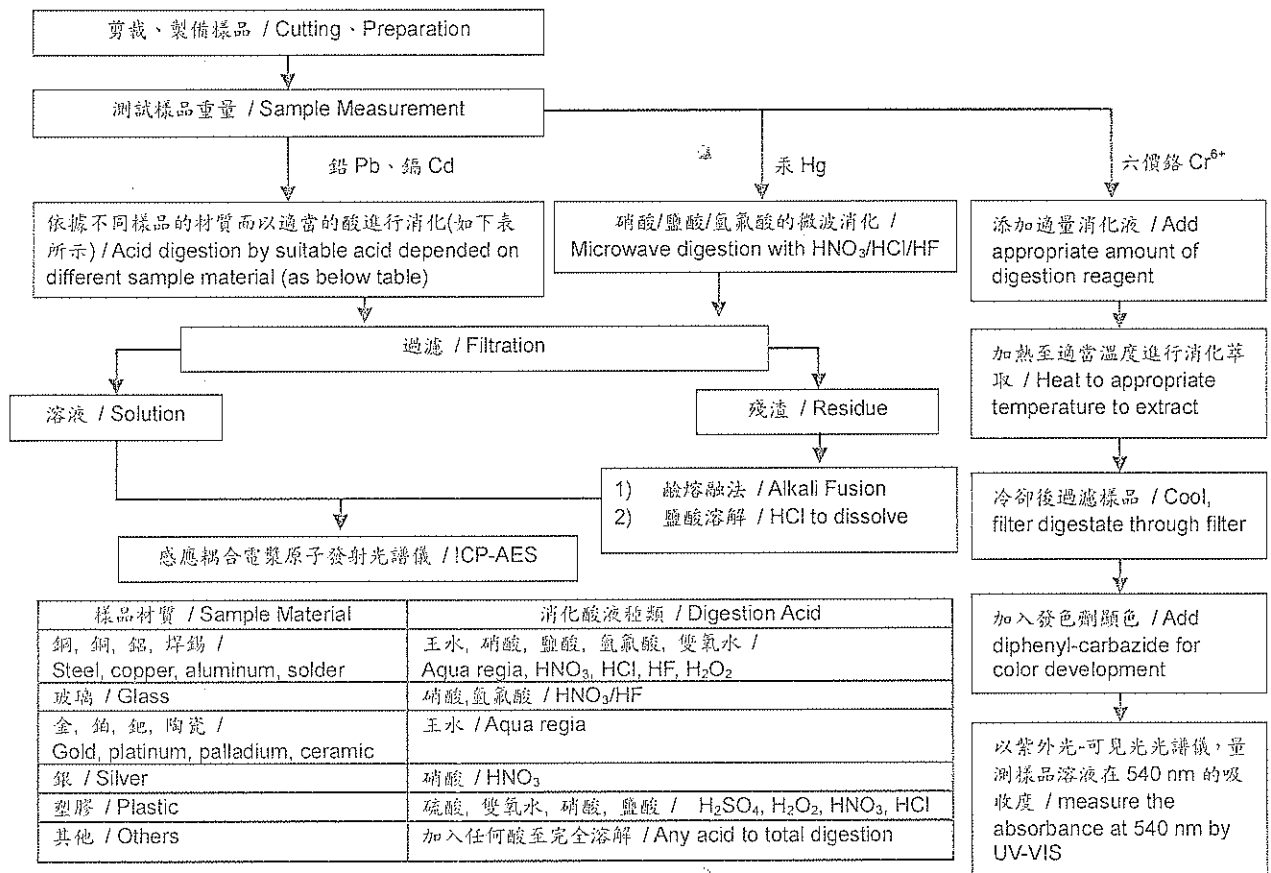 剪裁、製備樣品 / Cutting、Preparation
測試樣品重量 / Sample Measurement
鉛 Pb、鎘 Cd
汞 Hg
六價鉻 Cr⁶⁺
依據不同樣品的材質而以適當的酸進行消化(如下表
所示) / Acid digestion by suitable acid depended on
different sample material (as below table)
硝酸/鹽酸/氫氟酸的微波消化 /
Microwave digestion with HNO₃/HCl/HF
添加適量消化液 / Add
appropriate amount of
digestion reagent
過濾 / Filtration
加熱至適當溫度進行消化萃
取 / Heat to appropriate
temperature to extract
溶液 / Solution
殘渣 / Residue
1) 鹼熔融法 / Alkali Fusion
2) 鹽酸溶解 / HCl to dissolve
冷卻後過濾樣品 / Cool,
filter digestate through filter
感應耦合電漿原子發射光譜儀 / ICP-AES
加入發色劑顯色 / Add
diphenyl-carbazide for
color development
以紫外光-可見光光譜儀,量
測樣品溶液在 540 nm 的吸
收度 / measure the
absorbance at 540 nm by
UV-VIS
樣品材質 / Sample Material 消化酸液種類 / Digestion Acid
鋼, 銅, 鋁, 焊錫 / 王水, 硝酸, 鹽酸, 氫氟酸, 雙氧水 /
Steel, copper, aluminum, solder Aqua regia, HNO₃, HCl, HF, H₂O₂
玻璃 / Glass 硝酸,氫氟酸 / HNO₃/HF
金, 鉑, 鈀, 陶瓷 / 王水 / Aqua regia
Gold, platinum, palladium, ceramic
銀 / Silver 硝酸 / HNO₃
塑膠 / Plastic 硫酸, 雙氧水, 硝酸, 鹽酸 / H₂SO₄, H₂O₂, HNO₃, HCl
其他 / Others 加入任何酸至完全溶解 / Any acid to total digestion